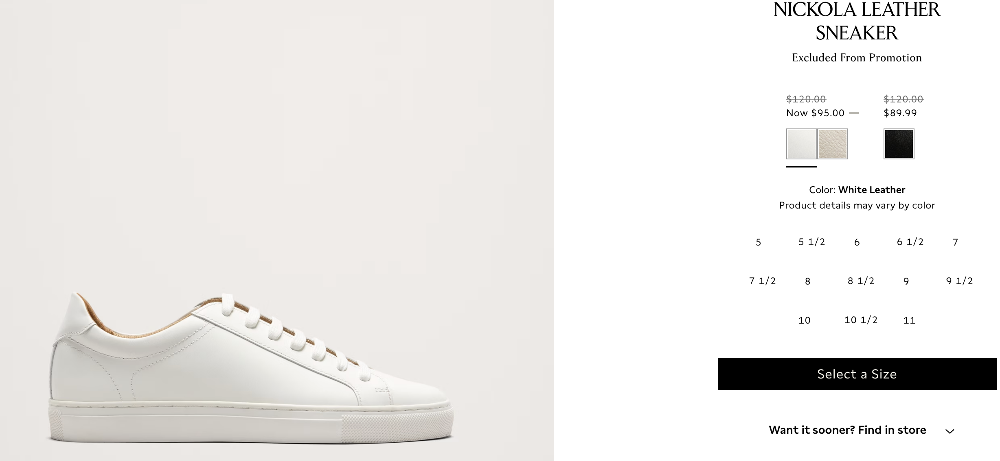 NICKOLA LEATHER
SNEAKER
Excluded From Promotion
$120.00
Now $95.00 —
$120.00
$89.99
Color: White Leather
Product details may vary by color
5 5 1/2 6 6 1/2 7
7 1/2 8 8 1/2 9 9 1/2
10 10 1/2 11
Select a Size
Want it sooner? Find in store